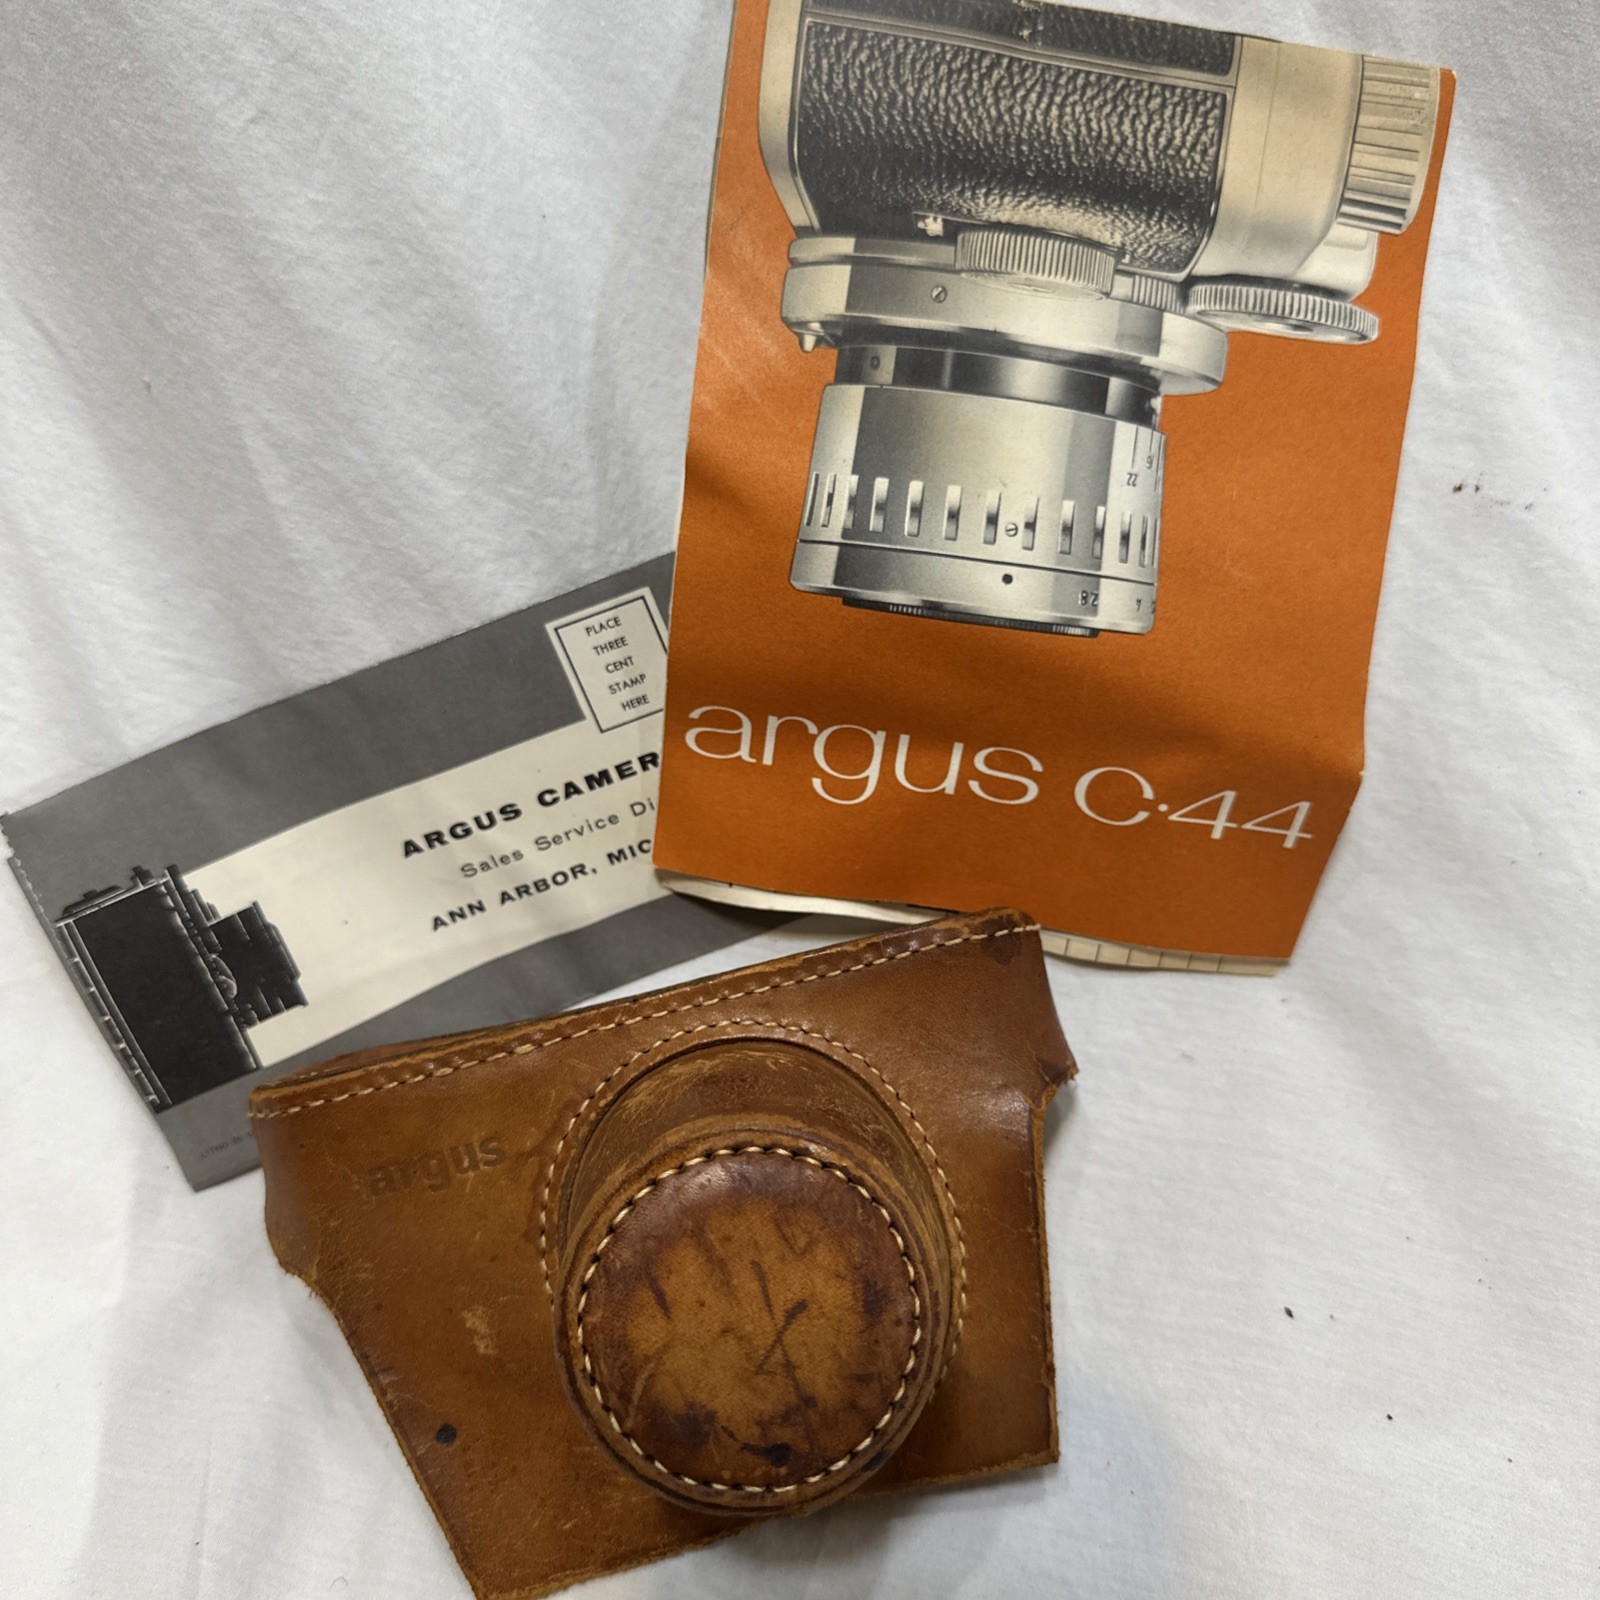 argus c·44
PLACE
THREE
CENT
STAMP
HERE
ARGUS CAMER
Sales Service Di
ANN ARBOR, MIC
argus
22
2.8
4